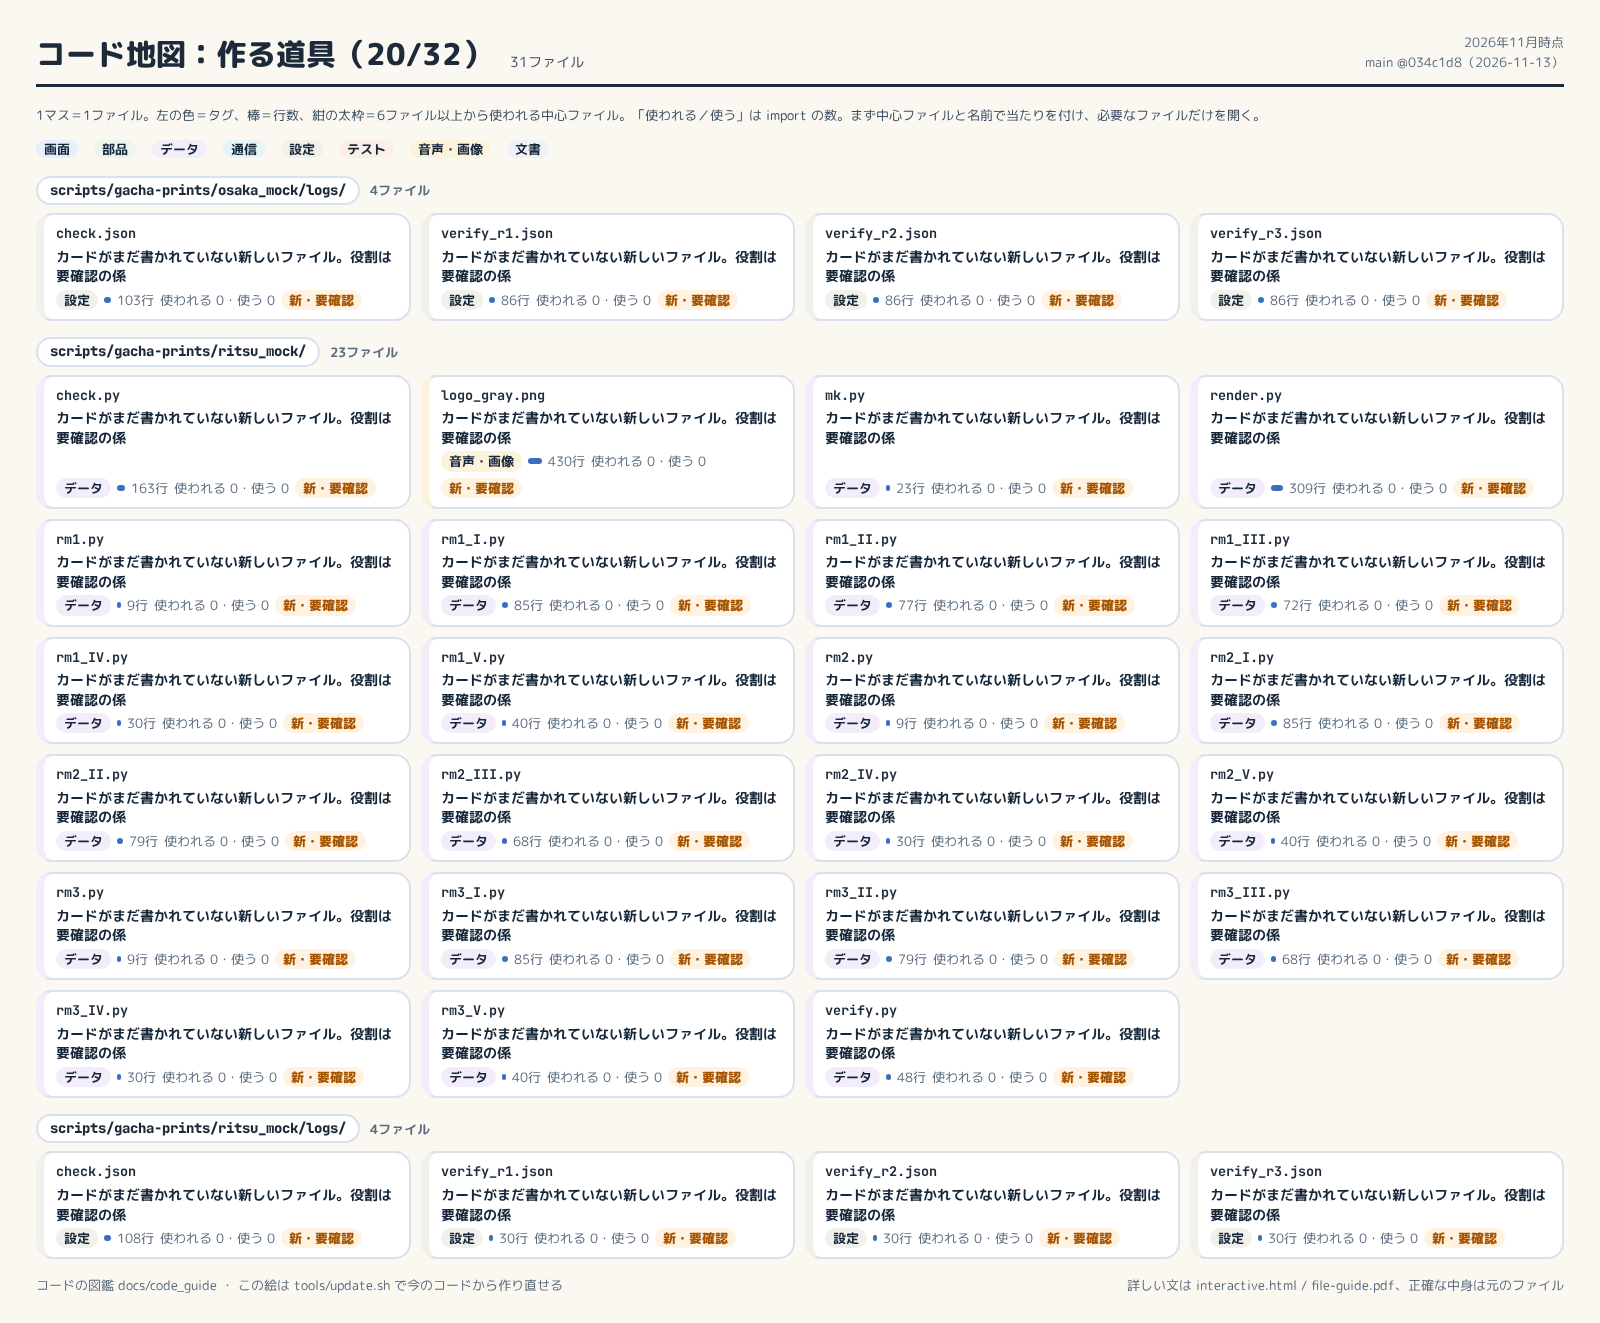 コード地図：作る道具（20/32） 31ファイル
2026年11月時点
main @034c1d8（2026-11-13）
1マス＝1ファイル。左の色＝タグ、棒＝行数、紺の太枠＝6ファイル以上から使われる中心ファイル。「使われる／使う」は import の数。まず中心ファイルと名前で当たりを付け、必要なファイルだけを開く。
画面 部品 データ 通信 設定 テスト 音声・画像 文書
scripts/gacha-prints/osaka_mock/logs/ 4ファイル
check.json
カードがまだ書かれていない新しいファイル。役割は
要確認の係
設定 103行 使われる 0 · 使う 0 新・要確認
verify_r1.json
カードがまだ書かれていない新しいファイル。役割は
要確認の係
設定 86行 使われる 0 · 使う 0 新・要確認
verify_r2.json
カードがまだ書かれていない新しいファイル。役割は
要確認の係
設定 86行 使われる 0 · 使う 0 新・要確認
verify_r3.json
カードがまだ書かれていない新しいファイル。役割は
要確認の係
設定 86行 使われる 0 · 使う 0 新・要確認
scripts/gacha-prints/ritsu_mock/ 23ファイル
check.py
カードがまだ書かれていない新しいファイル。役割は
要確認の係
データ 163行 使われる 0 · 使う 0 新・要確認
logo_gray.png
カードがまだ書かれていない新しいファイル。役割は
要確認の係
音声・画像 430行 使われる 0 · 使う 0
新・要確認
mk.py
カードがまだ書かれていない新しいファイル。役割は
要確認の係
データ 23行 使われる 0 · 使う 0 新・要確認
render.py
カードがまだ書かれていない新しいファイル。役割は
要確認の係
データ 309行 使われる 0 · 使う 0 新・要確認
rm1.py
カードがまだ書かれていない新しいファイル。役割は
要確認の係
データ 9行 使われる 0 · 使う 0 新・要確認
rm1_I.py
カードがまだ書かれていない新しいファイル。役割は
要確認の係
データ 85行 使われる 0 · 使う 0 新・要確認
rm1_II.py
カードがまだ書かれていない新しいファイル。役割は
要確認の係
データ 77行 使われる 0 · 使う 0 新・要確認
rm1_III.py
カードがまだ書かれていない新しいファイル。役割は
要確認の係
データ 72行 使われる 0 · 使う 0 新・要確認
rm1_IV.py
カードがまだ書かれていない新しいファイル。役割は
要確認の係
データ 30行 使われる 0 · 使う 0 新・要確認
rm1_V.py
カードがまだ書かれていない新しいファイル。役割は
要確認の係
データ 40行 使われる 0 · 使う 0 新・要確認
rm2.py
カードがまだ書かれていない新しいファイル。役割は
要確認の係
データ 9行 使われる 0 · 使う 0 新・要確認
rm2_I.py
カードがまだ書かれていない新しいファイル。役割は
要確認の係
データ 85行 使われる 0 · 使う 0 新・要確認
rm2_II.py
カードがまだ書かれていない新しいファイル。役割は
要確認の係
データ 79行 使われる 0 · 使う 0 新・要確認
rm2_III.py
カードがまだ書かれていない新しいファイル。役割は
要確認の係
データ 68行 使われる 0 · 使う 0 新・要確認
rm2_IV.py
カードがまだ書かれていない新しいファイル。役割は
要確認の係
データ 30行 使われる 0 · 使う 0 新・要確認
rm2_V.py
カードがまだ書かれていない新しいファイル。役割は
要確認の係
データ 40行 使われる 0 · 使う 0 新・要確認
rm3.py
カードがまだ書かれていない新しいファイル。役割は
要確認の係
データ 9行 使われる 0 · 使う 0 新・要確認
rm3_I.py
カードがまだ書かれていない新しいファイル。役割は
要確認の係
データ 85行 使われる 0 · 使う 0 新・要確認
rm3_II.py
カードがまだ書かれていない新しいファイル。役割は
要確認の係
データ 79行 使われる 0 · 使う 0 新・要確認
rm3_III.py
カードがまだ書かれていない新しいファイル。役割は
要確認の係
データ 68行 使われる 0 · 使う 0 新・要確認
rm3_IV.py
カードがまだ書かれていない新しいファイル。役割は
要確認の係
データ 30行 使われる 0 · 使う 0 新・要確認
rm3_V.py
カードがまだ書かれていない新しいファイル。役割は
要確認の係
データ 40行 使われる 0 · 使う 0 新・要確認
verify.py
カードがまだ書かれていない新しいファイル。役割は
要確認の係
データ 48行 使われる 0 · 使う 0 新・要確認
scripts/gacha-prints/ritsu_mock/logs/ 4ファイル
check.json
カードがまだ書かれていない新しいファイル。役割は
要確認の係
設定 108行 使われる 0 · 使う 0 新・要確認
verify_r1.json
カードがまだ書かれていない新しいファイル。役割は
要確認の係
設定 30行 使われる 0 · 使う 0 新・要確認
verify_r2.json
カードがまだ書かれていない新しいファイル。役割は
要確認の係
設定 30行 使われる 0 · 使う 0 新・要確認
verify_r3.json
カードがまだ書かれていない新しいファイル。役割は
要確認の係
設定 30行 使われる 0 · 使う 0 新・要確認
コードの図鑑 docs/code_guide · この絵は tools/update.sh で今のコードから作り直せる
詳しい文は interactive.html / file-guide.pdf、正確な中身は元のファイル